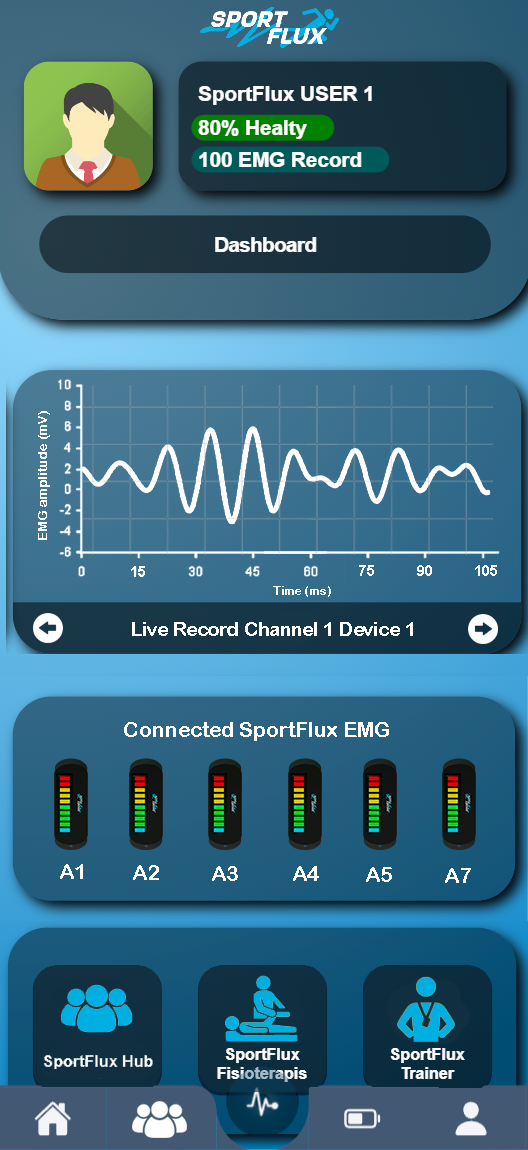 SPORT
FLUX
SportFlux USER 1
80% Healty
100 EMG Record
Dashboard
EMG amplitude (mV)
10
8
6
4
2
0
-2
-4
-6
0 15 30 45 60 75 90 105
Time (ms)
Live Record Channel 1 Device 1
Connected SportFlux EMG
A1 A2 A3 A4 A5 A7
SportFlux Hub
SportFlux
Fisioterapis
SportFlux
Trainer